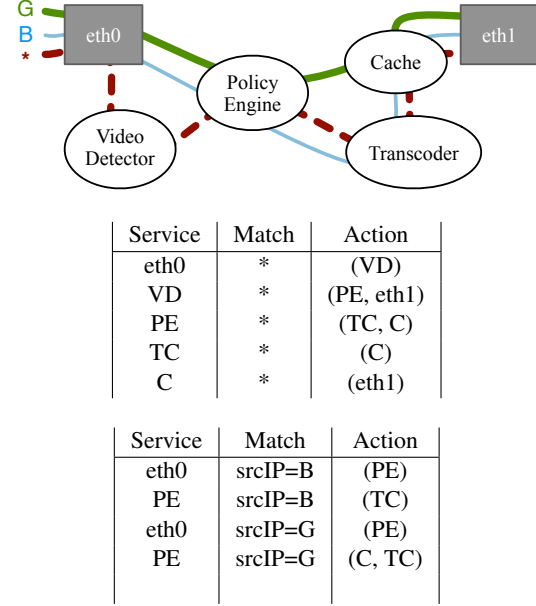 G
B
*
eth0
eth1
Cache
Policy
Engine
Video
Detector
Transcoder
Service Match Action
eth0 * (VD)
VD * (PE, eth1)
PE * (TC, C)
TC * (C)
C * (eth1)
Service Match Action
eth0 srcIP=B (PE)
PE srcIP=B (TC)
eth0 srcIP=G (PE)
PE srcIP=G (C, TC)